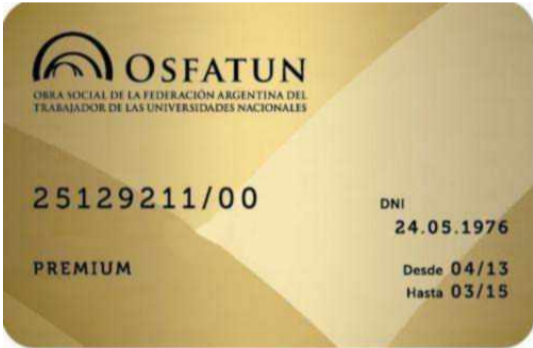 OSFATUN
OBRA SOCIAL DE LA FEDERACIÓN ARGENTINA DEL
TRABAJADOR DE LAS UNIVERSIDADES NACIONALES
25129211/00
DNI
24.05.1976
PREMIUM
Desde 04/13
Hasta 03/15